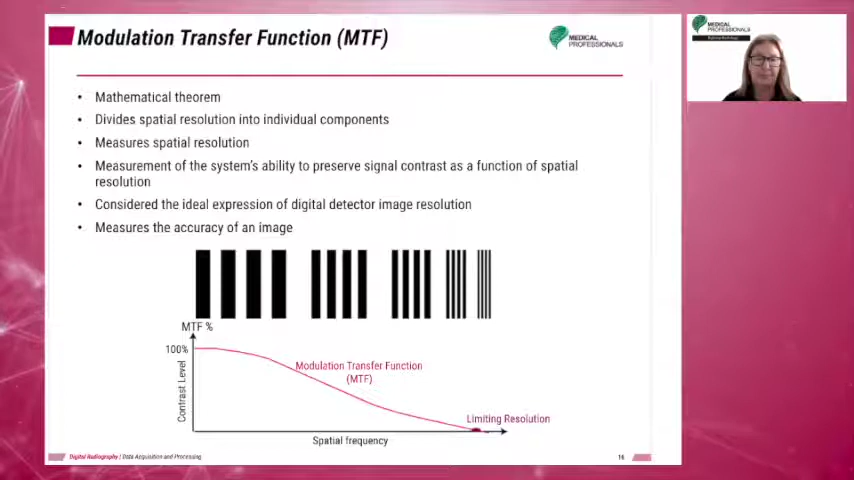 Modulation Transfer Function (MTF)
MEDICAL
PROFESSIONALS
MEDICAL
PROFESSIONALS
• Mathematical theorem
• Divides spatial resolution into individual components
• Measures spatial resolution
• Measurement of the system's ability to preserve signal contrast as a function of spatial
resolution
• Considered the ideal expression of digital detector image resolution
• Measures the accuracy of an image
MTF %
100%
Contrast Level
Modulation Transfer Function
(MTF)
Limiting Resolution
Spatial frequency
Digital Radiography | Data Acquisition and Processing
16